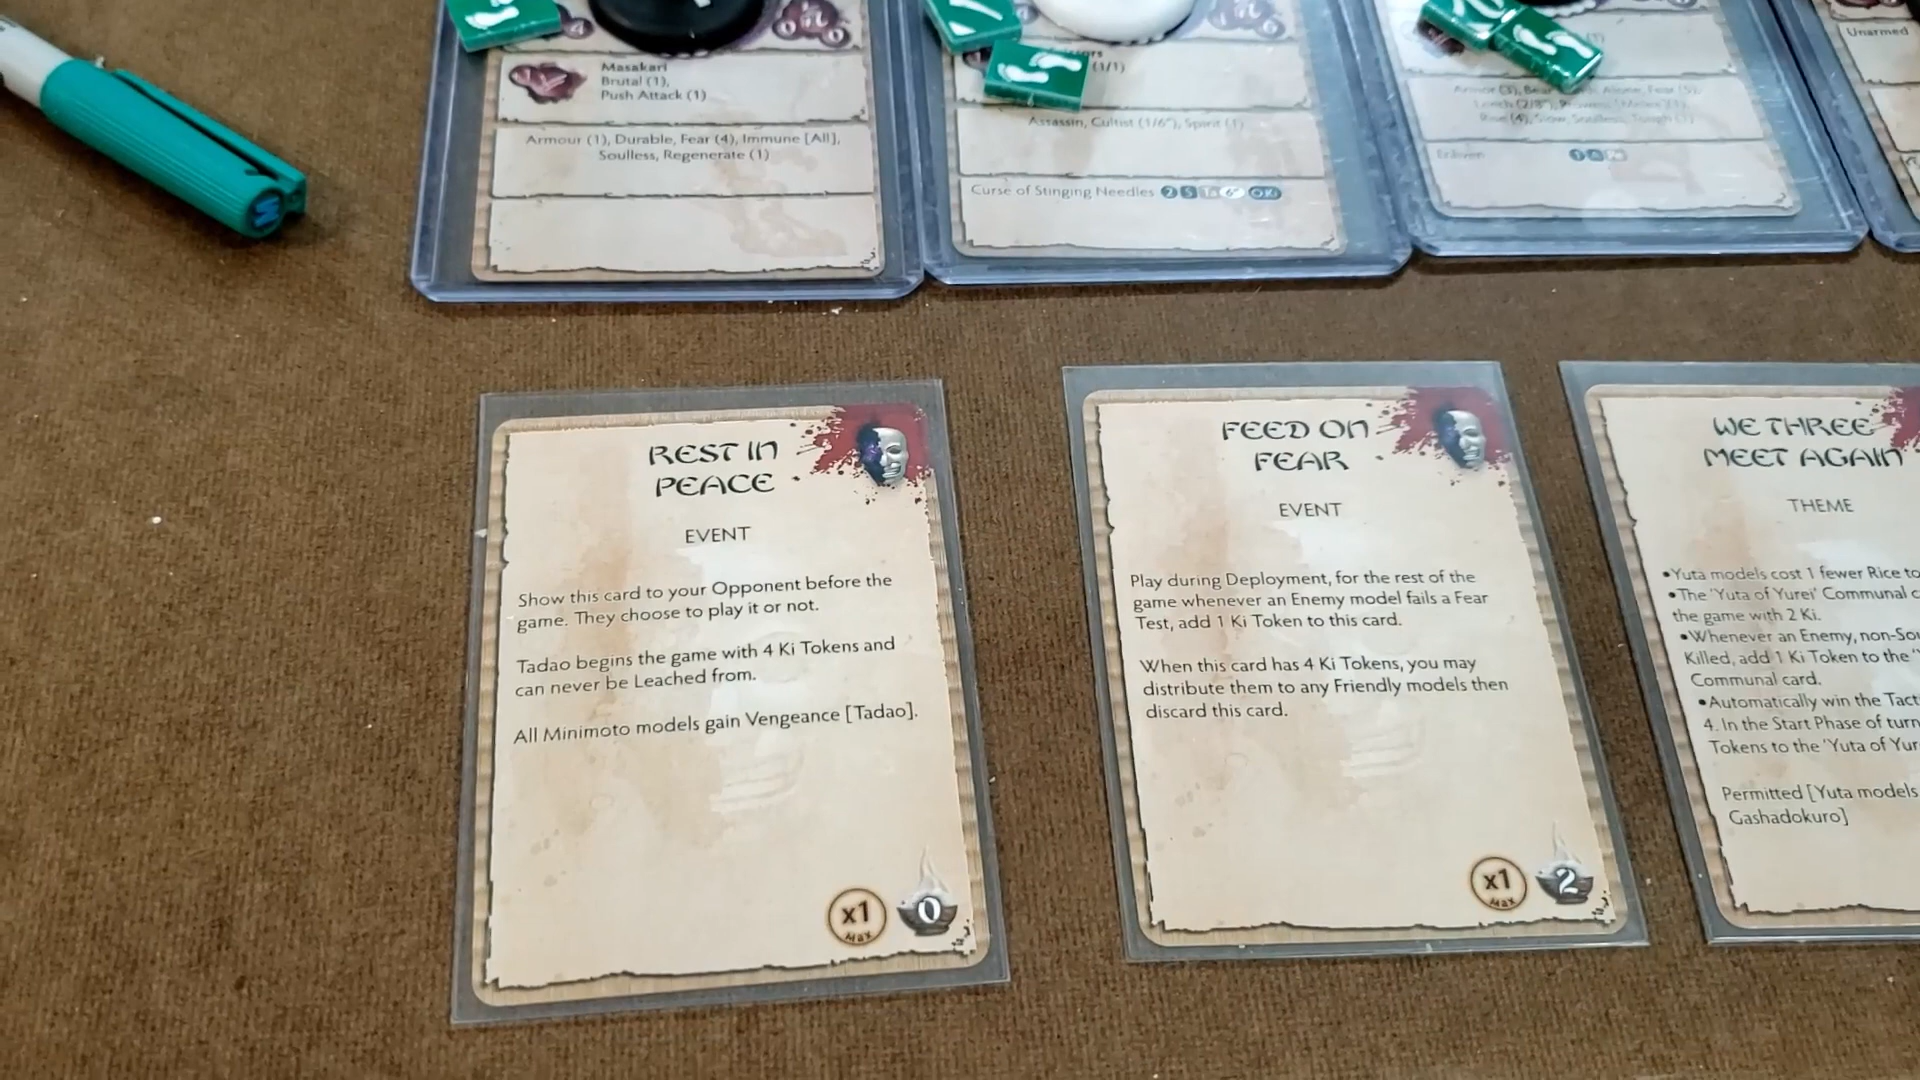 Masakari
Brutal (1),
Push Attack (1)
Armour (1), Durable, Fear (4), Immune [All],
Soulless, Regenerate (1)
(1/1)
Assassin, Cultist (1/6"), Spirit (1)
Curse of Stinging Needles 2 S
Unarmed
REST IN
PEACE
EVENT
Show this card to your Opponent before the
game. They choose to play it or not.
Tadao begins the game with 4 Ki Tokens and
can never be Leached from.
All Minimoto models gain Vengeance [Tadao].
x1
Max
0
FEED ON
FEAR
EVENT
Play during Deployment, for the rest of the
game whenever an Enemy model fails a Fear
Test, add 1 Ki Token to this card.
When this card has 4 Ki Tokens, you may
distribute them to any Friendly models then
discard this card.
x1
Max
2
WE THREE
MEET AGAIN
THEME
•Yuta models cost 1 fewer Rice to
•The 'Yuta of Yurei' Communal
the game with 2 Ki.
•Whenever an Enemy,
Killed, add 1 Ki Token to the
Communal card.
•Automatically win the
4. In the Start Phase of turn
Tokens to the 'Yuta of
Permitted [Yuta models
Gashadokuro]